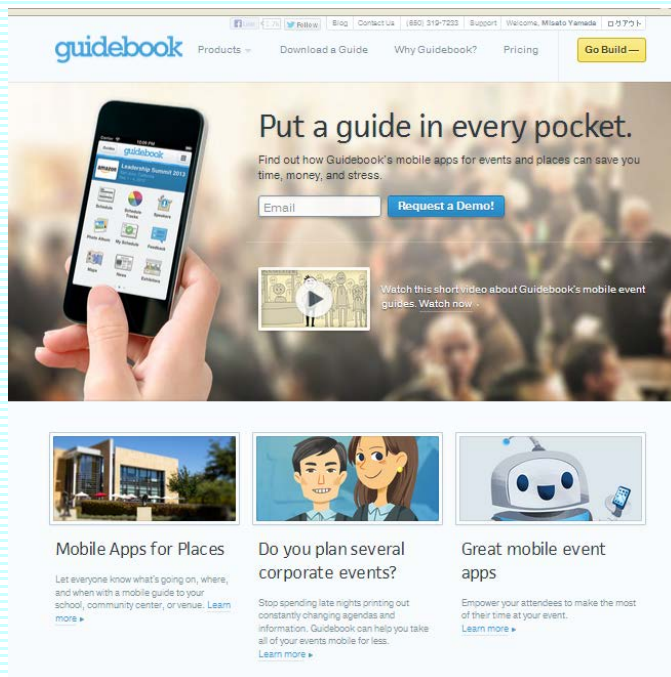 Follow
Blog Contact Us (650) 319-7233 Support Welcome, Misato Yamada ログアウト
guidebook Products Download a Guide Why Guidebook? Pricing Go Build —
Put a guide in every pocket.
Find out how Guidebook's mobile apps for events and places can save you
time, money, and stress.
Email Request a Demo!
guidebook
amazon Leadership Summit 2013
Schedule Schedule Tracks Speakers
Photo Album My Schedule Feedback
Maps News Exhibitors
Watch this short video about Guidebook's mobile event
guides. Watch now
Mobile Apps for Places
Let everyone know what's going on, where,
and when with a mobile guide to your
school, community center, or venue. Learn
more ▸
Do you plan several
corporate events?
Stop spending late nights printing out
constantly changing agendas and
information. Guidebook can help you take
all of your events mobile for less.
Learn more ▸
Great mobile event
apps
Empower your attendees to make the most
of their time at your event.
Learn more ▸